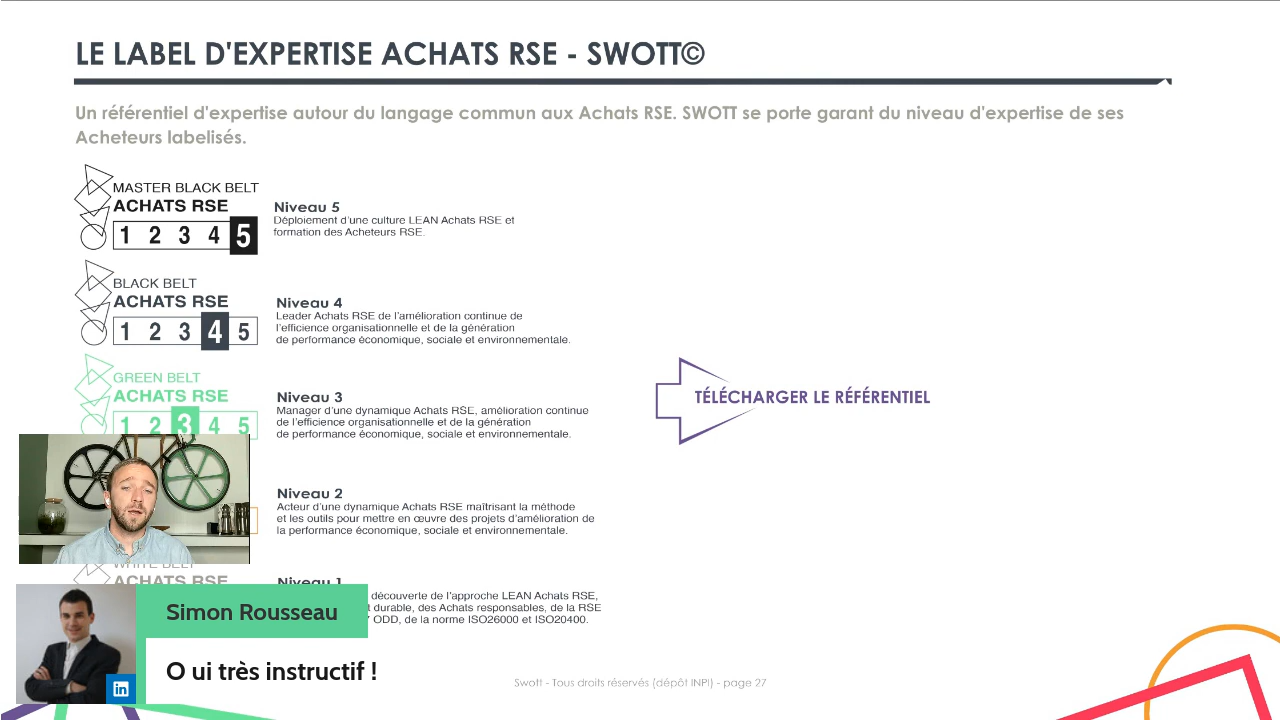 LE LABEL D'EXPERTISE ACHATS RSE - SWOTT©
Un référentiel d'expertise autour du langage commun aux Achats RSE. SWOTT se porte garant du niveau d'expertise de ses
Acheteurs labelisés.
MASTER BLACK BELT
ACHATS RSE
1 2 3 4 5
Niveau 5
Déploiement d'une culture LEAN Achats RSE et
formation des Acheteurs RSE.
BLACK BELT
ACHATS RSE
1 2 3 4 5
Niveau 4
Leader Achats RSE de l'amélioration continue de
l'efficience organisationnelle et de la génération
de performance économique, sociale et environnementale.
GREEN BELT
ACHATS RSE
1 2 3 4 5
Niveau 3
Manager d'une dynamique Achats RSE, amélioration continue
de l'efficience organisationnelle et de la génération
de performance économique, sociale et environnementale.
TÉLÉCHARGER LE RÉFÉRENTIEL
Niveau 2
Acteur d'une dynamique Achats RSE maîtrisant la méthode
et les outils pour mettre en œuvre des projets d'amélioration de
la performance économique, sociale et environnementale.
WHITE BELT
ACHATS RSE
Niveau 1
découverte de l'approche LEAN Achats RSE,
durable, des Achats responsables, de la RSE
ODD, de la norme ISO26000 et ISO20400.
Simon Rousseau
O ui très instructif !
in
Swott - Tous droits réservés (dépôt INPI) - page 27